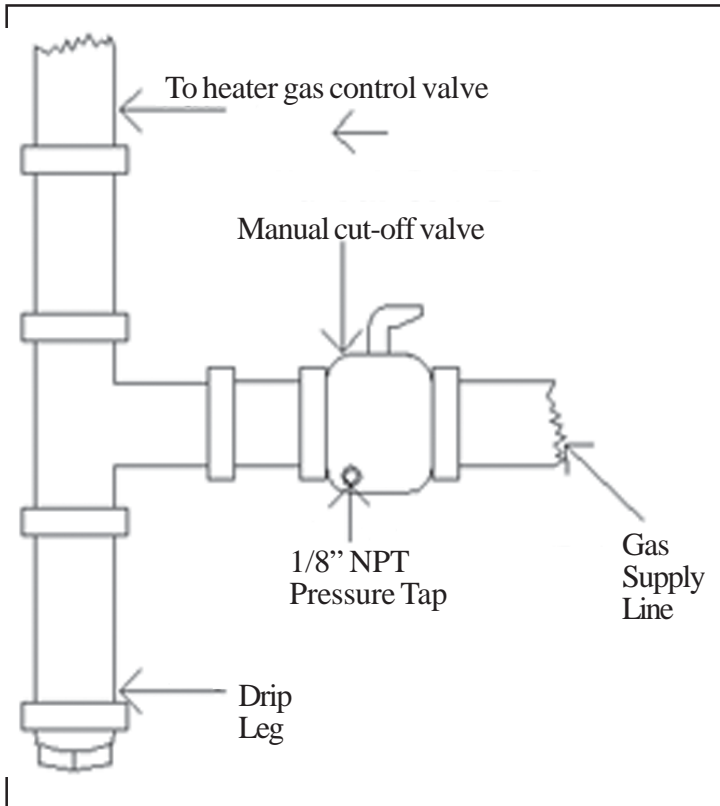 To heater gas control valve
Manual cut-off valve
1/8” NPT
Pressure Tap
Gas
Supply
Line
Drip
Leg